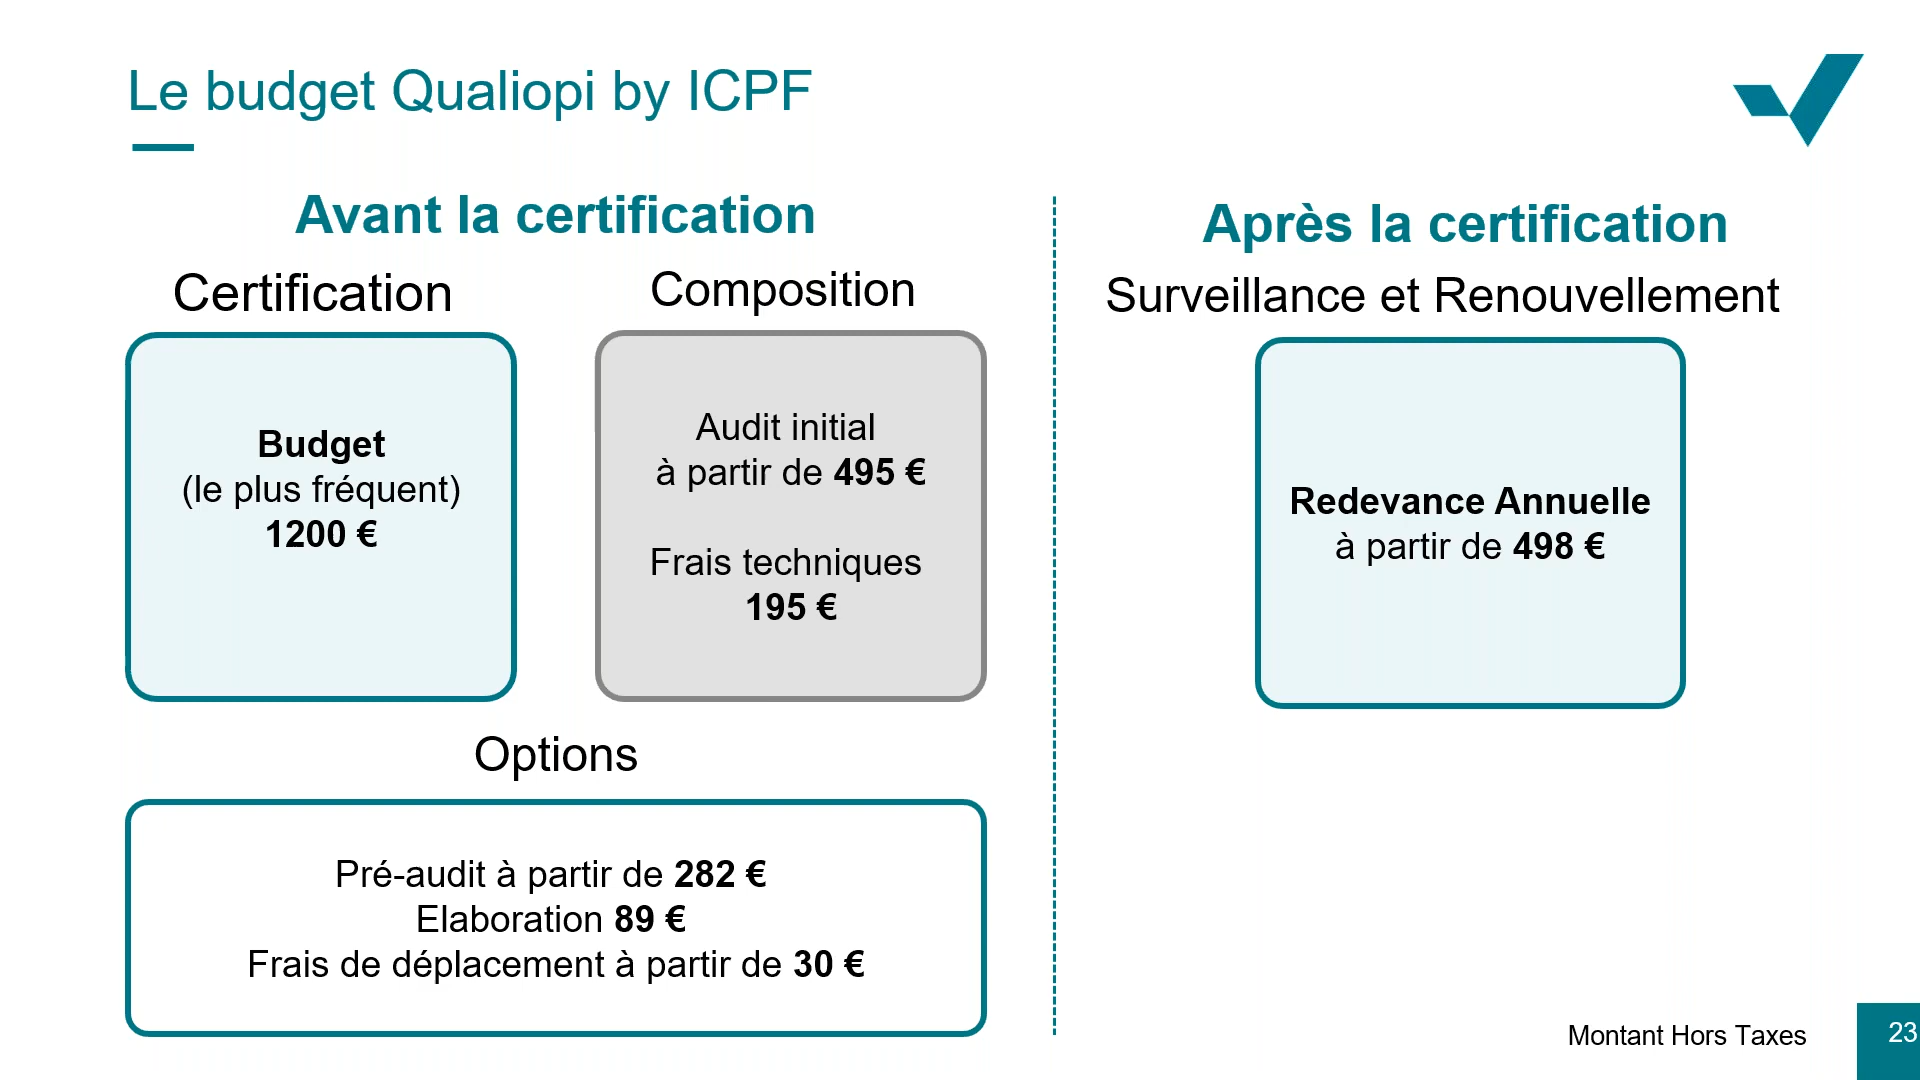 Le budget Qualiopi by ICPF
Avant la certification
Certification
Budget
(le plus fréquent)
1200 €
Composition
Audit initial
à partir de 495 €
Frais techniques
195 €
Options
Pré-audit à partir de 282 €
Elaboration 89 €
Frais de déplacement à partir de 30 €
Après la certification
Surveillance et Renouvellement
Redevance Annuelle
à partir de 498 €
Montant Hors Taxes
23